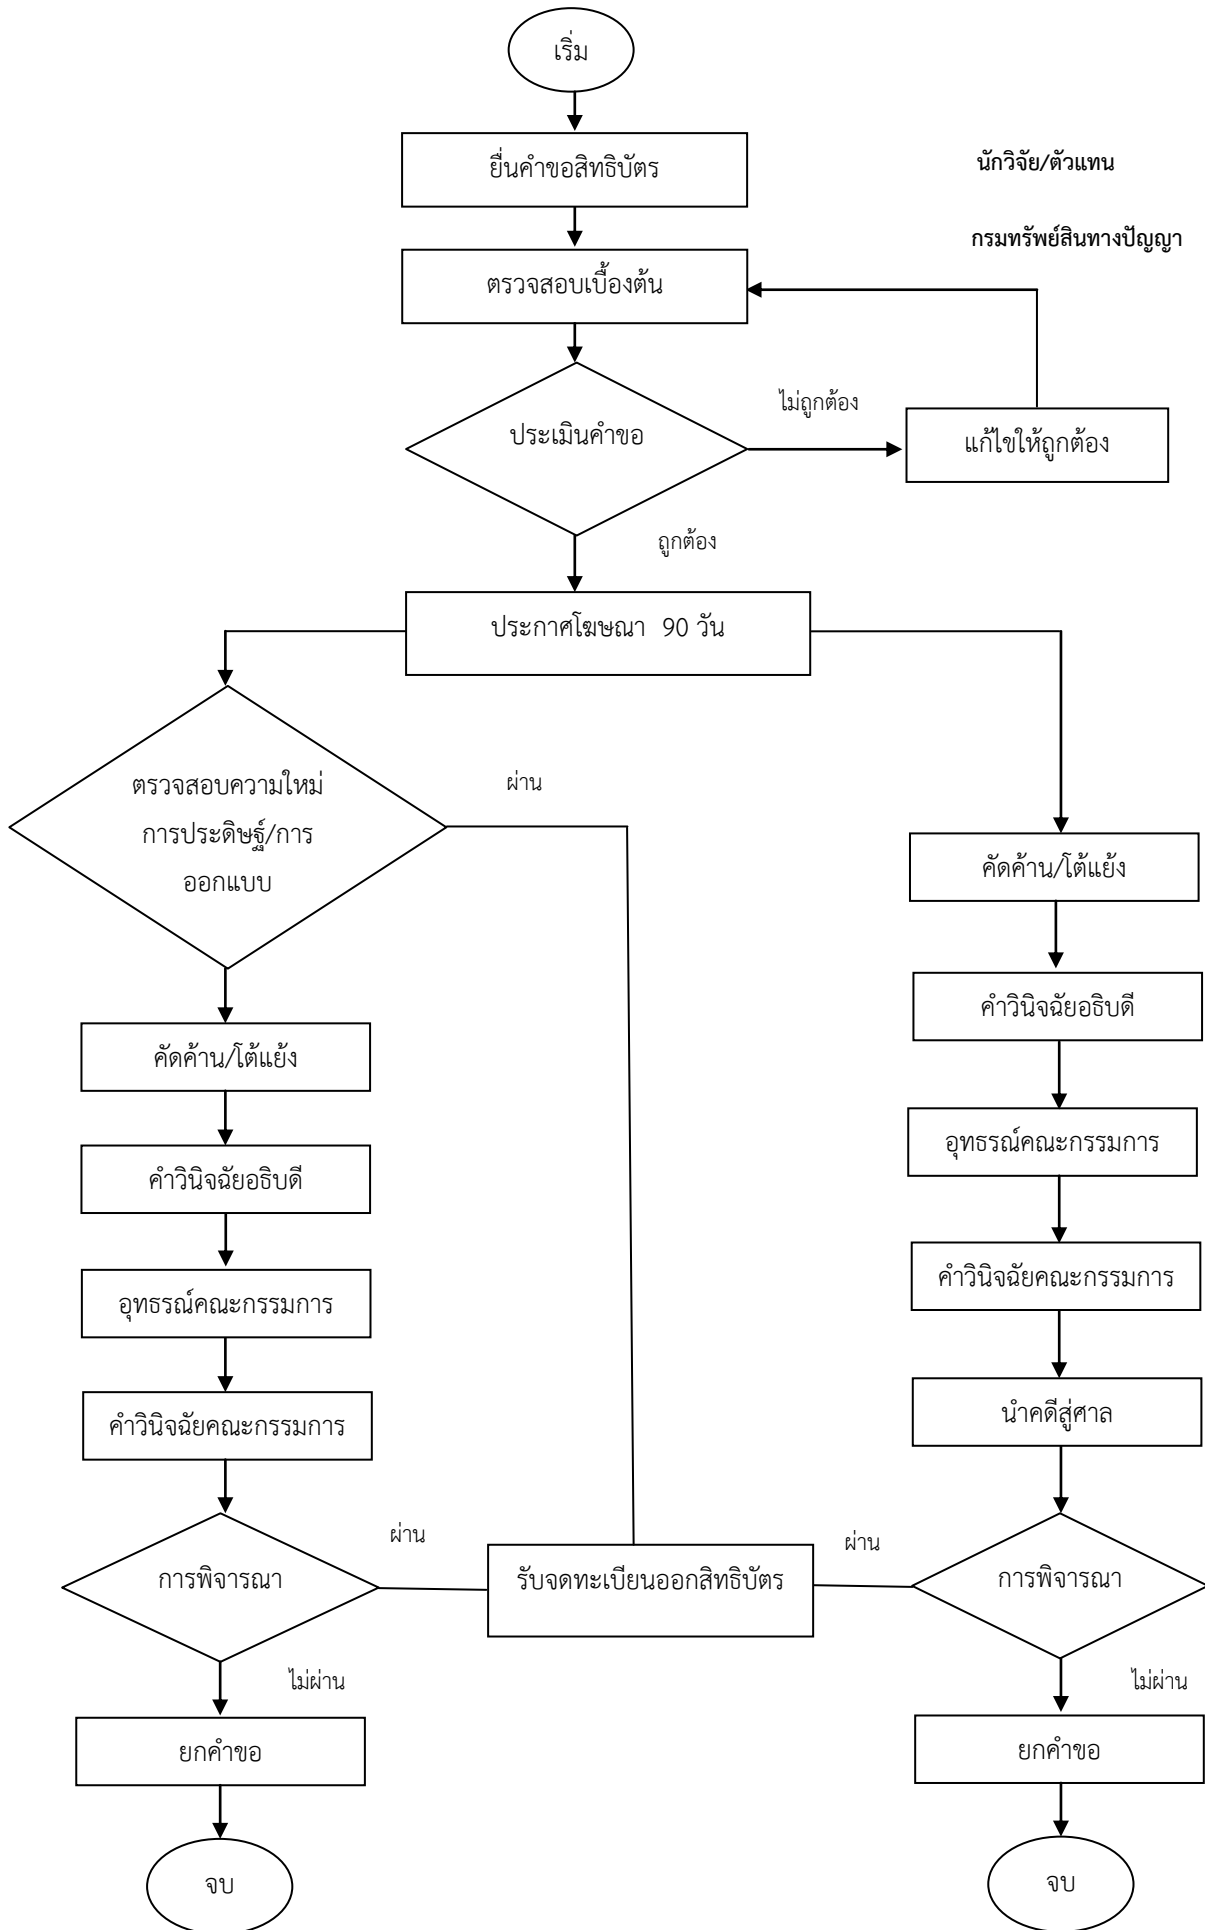 เริ่ม
ยื่นคำขอสิทธิบัตร
นักวิจัย/ตัวแทน
กรมทรัพย์สินทางปัญญา
ตรวจสอบเบื้องต้น
ไม่ถูกต้อง
ประเมินคำขอ
แก้ไขให้ถูกต้อง
ถูกต้อง
ประกาศโฆษณา 90 วัน
ตรวจสอบความใหม่
การประดิษฐ์/การ
ออกแบบ
ผ่าน
คัดค้าน/โต้แย้ง
คำวินิจฉัยอธิบดี
อุทธรณ์คณะกรรมการ
คำวินิจฉัยคณะกรรมการ
การพิจารณา
ผ่าน
ไม่ผ่าน
ยกคำขอ
จบ
รับจดทะเบียนออกสิทธิบัตร
คัดค้าน/โต้แย้ง
คำวินิจฉัยอธิบดี
อุทธรณ์คณะกรรมการ
คำวินิจฉัยคณะกรรมการ
นำคดีสู่ศาล
ผ่าน
การพิจารณา
ไม่ผ่าน
ยกคำขอ
จบ